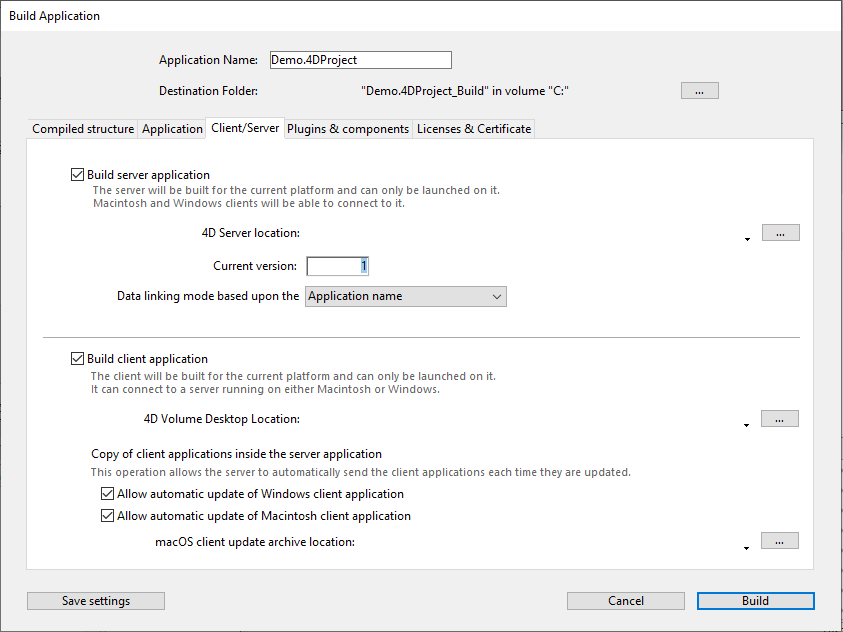 Build Application
Application Name: Demo.4DProject
Destination Folder: "Demo.4DProject_Build" in volume "C:" ...
Compiled structure Application Client/Server Plugins & components Licenses & Certificate
Build server application
The server will be built for the current platform and can only be launched on it.
Macintosh and Windows clients will be able to connect to it.
4D Server location: ...
Current version: 1
Data linking mode based upon the Application name
Build client application
The client will be built for the current platform and can only be launched on it.
It can connect to a server running on either Macintosh or Windows.
4D Volume Desktop Location: ...
Copy of client applications inside the server application
This operation allows the server to automatically send the client applications each time they are updated.
Allow automatic update of Windows client application
Allow automatic update of Macintosh client application
macOS client update archive location: ...
Save settings Cancel Build